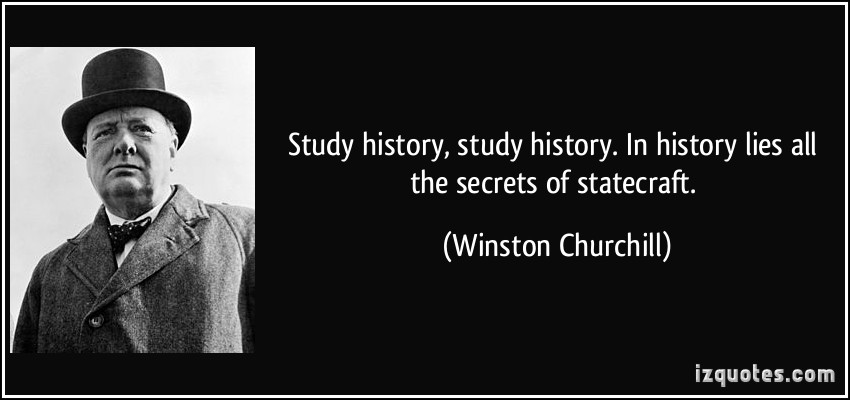 Study history, study history. In history lies all
the secrets of statecraft.
(Winston Churchill)
izquotes.com